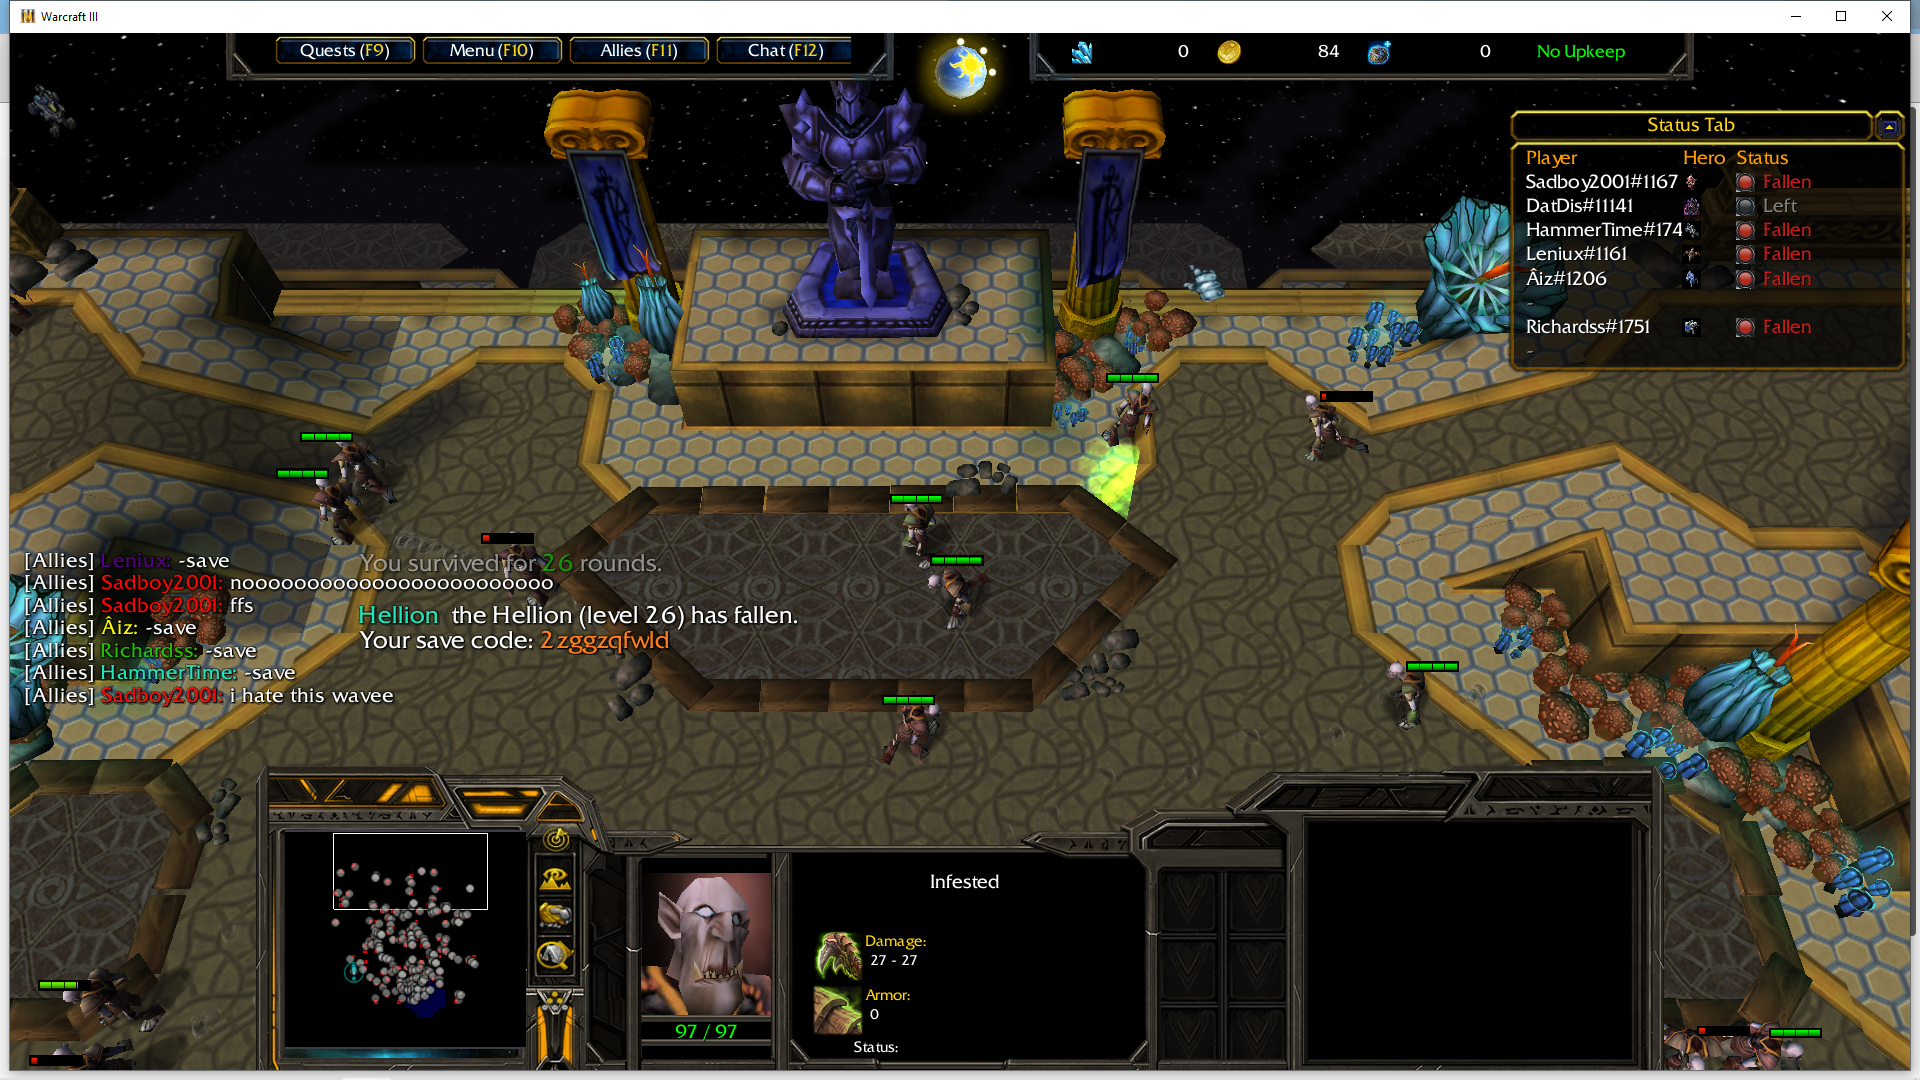 Warcraft III
Quests (F9) Menu (F10) Allies (F11) Chat (F12) 0 84 0 No Upkeep
Status Tab
Player Hero Status
Sadboy2001#1167 Fallen
DatDis#11141 Left
HammerTime#174 Fallen
Leniux#1161 Fallen
Âiz#1206 Fallen
-
Richardss#1751 Fallen
-
[Allies] Leniux: -save
[Allies] Sadboy2001: nooooooooooooooooooooooooo
[Allies] Sadboy2001: ffs
[Allies] Âiz: -save
[Allies] Richardss: -save
[Allies] HammerTime: -save
[Allies] Sadboy2001: i hate this wavee
You survived for 26 rounds.
Hellion the Hellion (level 26) has fallen.
Your save code: 2zggzqfwld
Infested
Damage:
27 - 27
Armor:
0
Status:
97 / 97